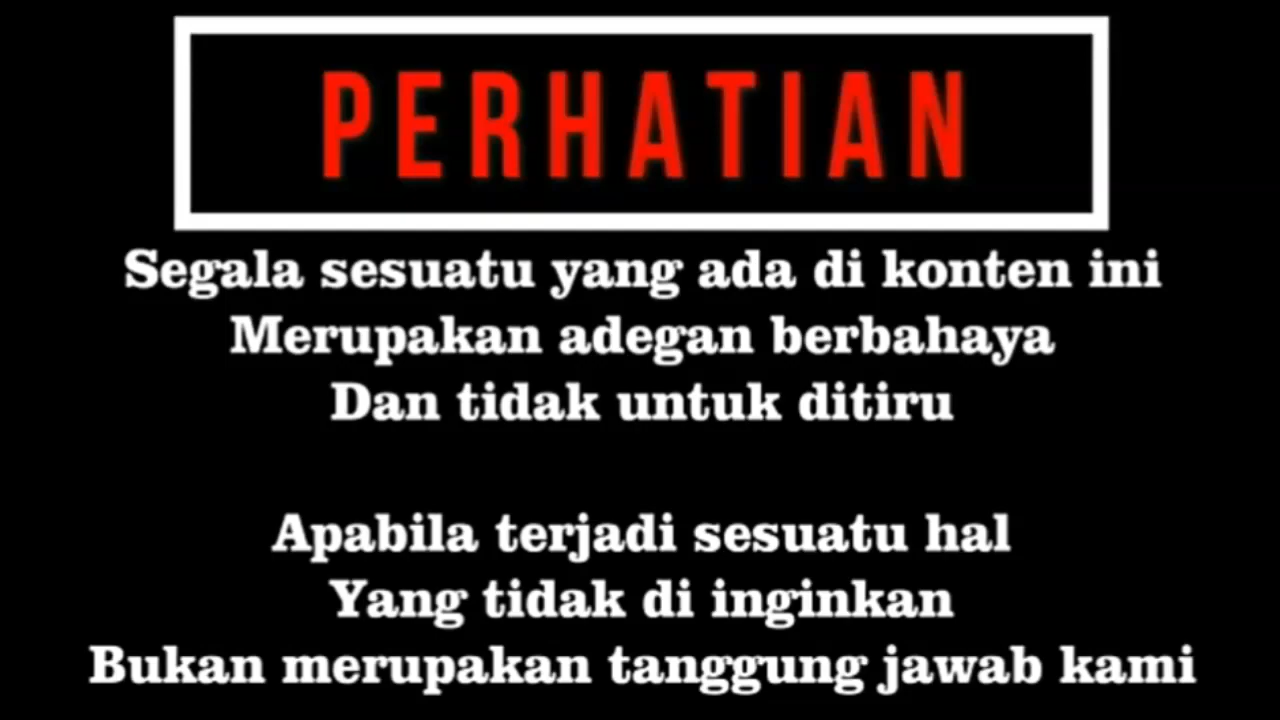 PERHATIAN
Segala sesuatu yang ada di konten ini
Merupakan adegan berbahaya
Dan tidak untuk ditiru
Apabila terjadi sesuatu hal
Yang tidak di inginkan
Bukan merupakan tanggung jawab kami